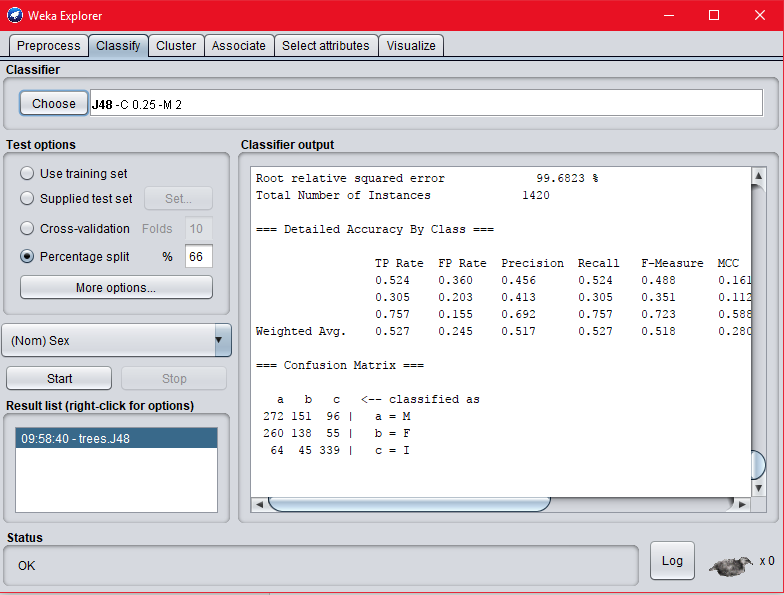 Weka Explorer
Preprocess Classify Cluster Associate Select attributes Visualize
Classifier
Choose J48 -C 0.25 -M 2
Test options
Use training set
Supplied test set Set...
Cross-validation Folds 10
Percentage split % 66
More options...
(Nom) Sex
Start Stop
Result list (right-click for options)
09:58:40 - trees.J48
Classifier output
Root relative squared error 99.6823 %
Total Number of Instances 1420
=== Detailed Accuracy By Class ===
TP Rate FP Rate Precision Recall F-Measure MCC
0.524 0.360 0.456 0.524 0.488 0.161
0.305 0.203 0.413 0.305 0.351 0.112
0.757 0.155 0.692 0.757 0.723 0.588
Weighted Avg. 0.527 0.245 0.517 0.527 0.518 0.280
=== Confusion Matrix ===
a b c <-- classified as
272 151 96 | a = M
260 138 55 | b = F
64 45 339 | c = I
Status
OK
Log x 0